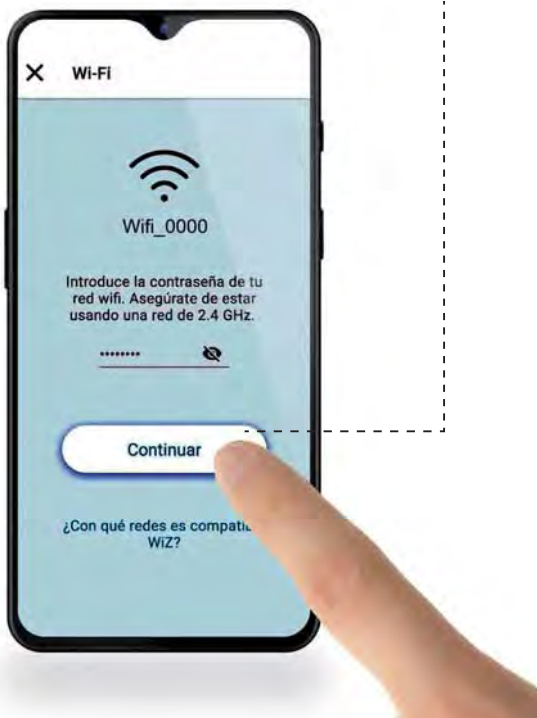 Wi-Fi
Wifi_0000
Introduce la contraseña de tu
red wifi. Asegúrate de estar
usando una red de 2.4 GHz.
••••••••
Continuar
¿Con qué redes es
WiZ?